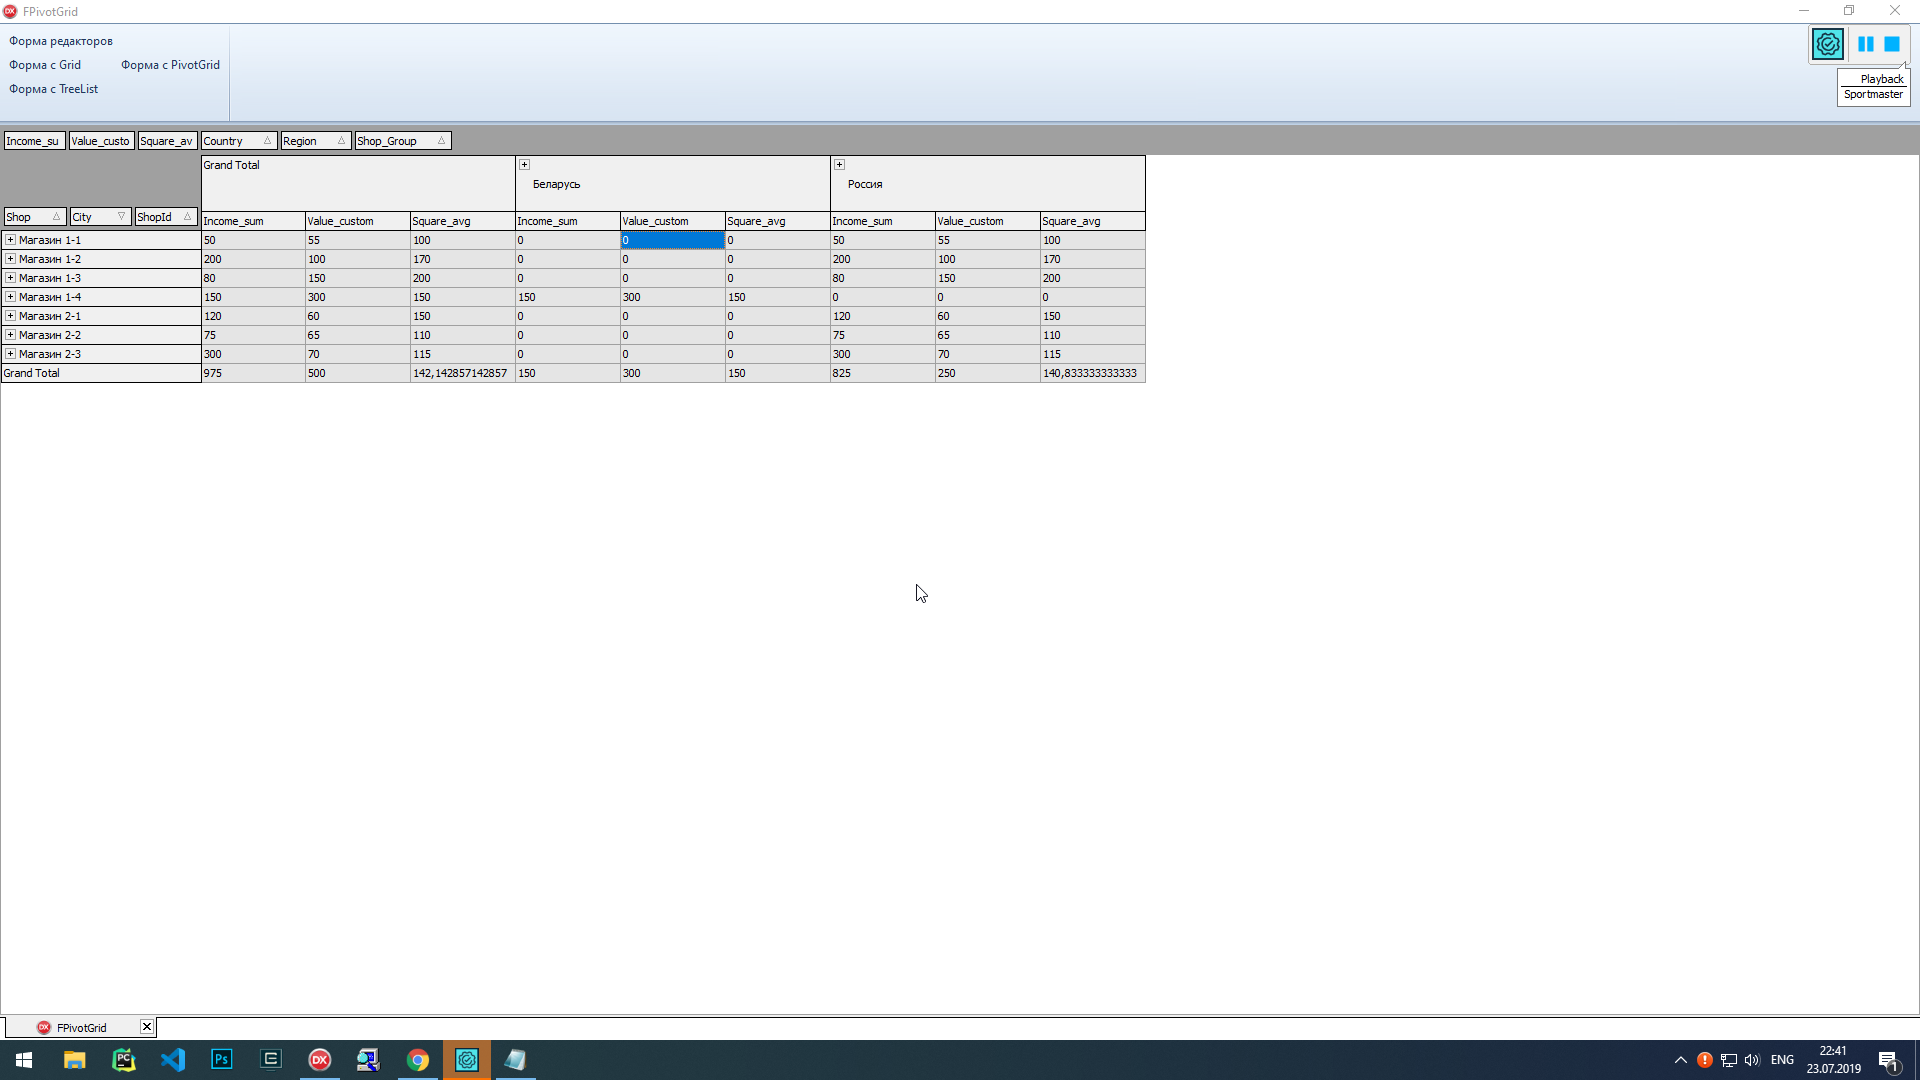 FPivotGrid
Форма редакторов
Форма с Grid Форма с PivotGrid
Форма с TreeList
Playback
Sportmaster
Income_su Value_custo Square_av Country Region Shop_Group
Grand Total
Беларусь Россия
Shop City ShopId
Income_sum Value_custom Square_avg Income_sum Value_custom Square_avg Income_sum Value_custom Square_avg
Магазин 1-1 50 55 100 0 0 0 50 55 100
Магазин 1-2 200 100 170 0 0 0 200 100 170
Магазин 1-3 80 150 200 0 0 0 80 150 200
Магазин 1-4 150 300 150 150 300 150 0 0 0
Магазин 2-1 120 60 150 0 0 0 120 60 150
Магазин 2-2 75 65 110 0 0 0 75 65 110
Магазин 2-3 300 70 115 0 0 0 300 70 115
Grand Total 975 500 142,142857142857 150 300 150 825 250 140,833333333333
DX FPivotGrid
PC Ps DX
ENG 22:41
23.07.2019 1